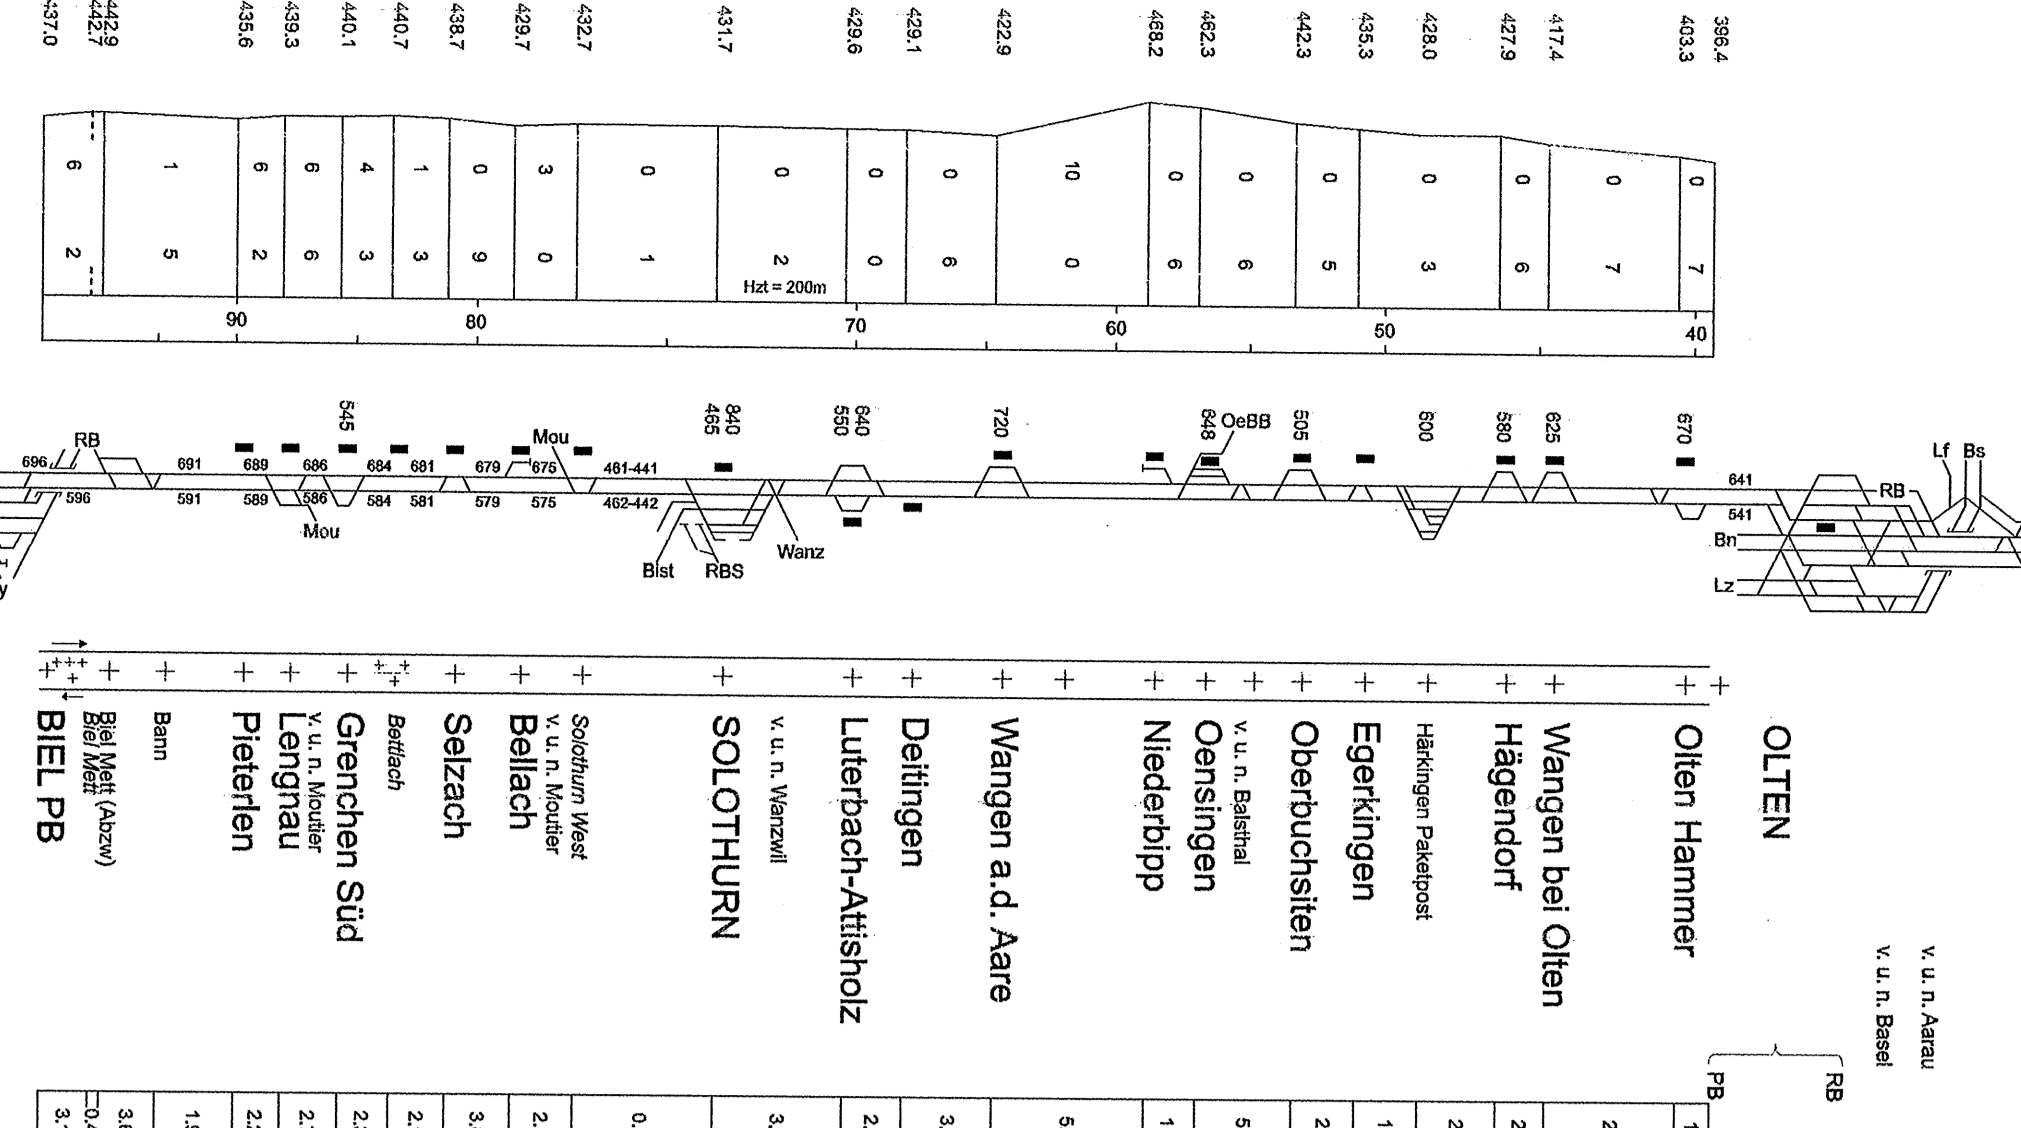 437.0
442.7
442.9
435.6
439.3
440.1
440.7
438.7
429.7
432.7
431.7
429.6
429.1
422.9
468.2
462.3
442.3
435.3
428.0
427.9
417.4
403.3
396.4
6 1 6 6 4 1 0 3 0 0 0 0 10 0 0 0 0 0 0 0
2 5 2 6 3 3 9 0 1 2 0 6 0 6 6 5 3 6 7 7
Hzt = 200m
90 80 70 60 50 40
545
465
840
550
640
720
648
505
600
580
625
670
RB
Mou
OeBB
Lf
Bs
696 691 689 686 684 681 679 675 461-441 641
RB
596 591 589 586 584 581 579 575 462-442 541
Mou
Bn
Bist
RBS
Wanz
Lz
BIEL PB
Biel Mett
Biel Mett (Abzw)
Bann
Pieterlen
Lengnau
v. u. n. Moutier
Grenchen Süd
Bettlach
Selzach
Bellach
v. u. n. Moutier
Solothurn West
SOLOTHURN
v. u. n. Wanzwil
Luterbach-Attisholz
Deitingen
Wangen a.d. Aare
Niederbipp
Oensingen
v. u. n. Balsthal
Oberbuchsiten
Egerkingen
Härkingen Paketpost
Hägendorf
Wangen bei Olten
Olten Hammer
OLTEN
v. u. n. Basel
v. u. n. Aarau
PB
RB